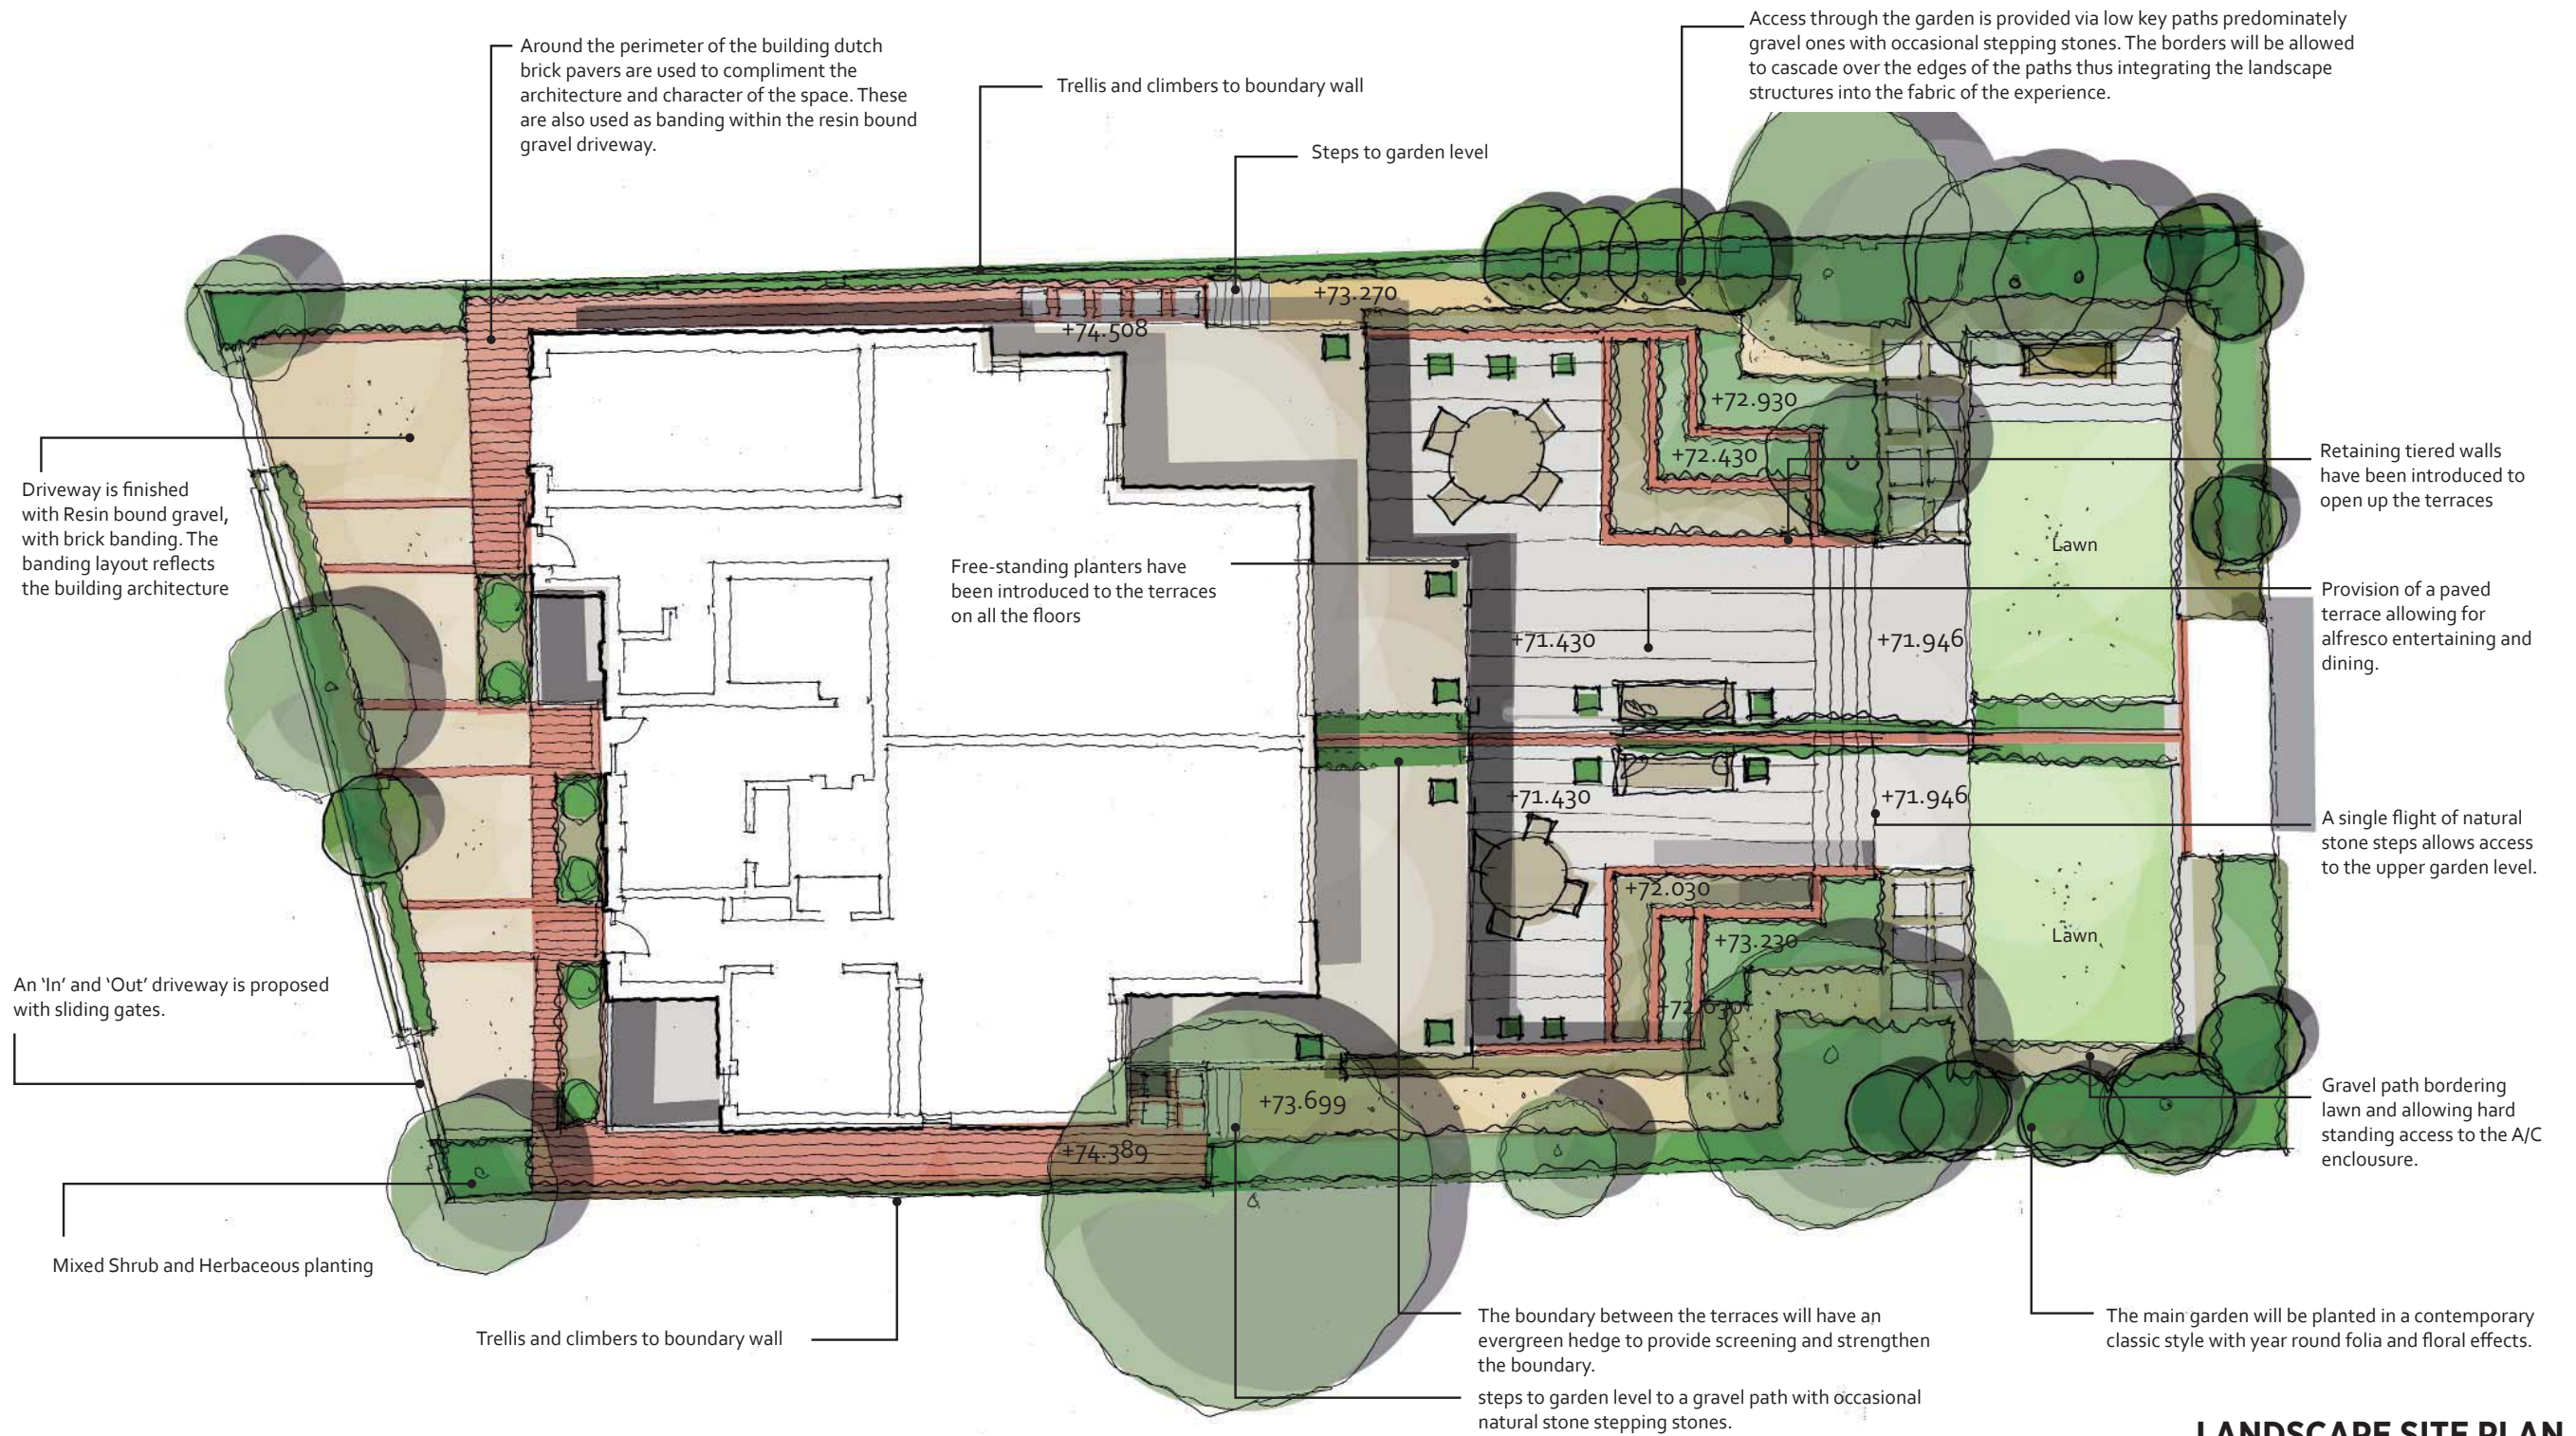 Around the perimeter of the building dutch
brick pavers are used to compliment the
architecture and character of the space. These
are also used as banding within the resin bound
gravel driveway.
Trellis and climbers to boundary wall
Steps to garden level
Access through the garden is provided via low key paths predominately
gravel ones with occasional stepping stones. The borders will be allowed
to cascade over the edges of the paths thus integrating the landscape
structures into the fabric of the experience.
+73.270
+74.508
+72.930
+72.430
Driveway is finished
with Resin bound gravel,
with brick banding. The
banding layout reflects
the building architecture
Free-standing planters have
been introduced to the terraces
on all the floors
Lawn
Retaining tiered walls
have been introduced to
open up the terraces
Provision of a paved
terrace allowing for
alfresco entertaining and
dining.
+71.430
+71.946
+71.430
+71.946
A single flight of natural
stone steps allows access
to the upper garden level.
+72.030
+73.230
Lawn
An 'In' and 'Out' driveway is proposed
with sliding gates.
+73.699
+74.389
Gravel path bordering
lawn and allowing hard
standing access to the A/C
enclousure.
Mixed Shrub and Herbaceous planting
Trellis and climbers to boundary wall
The boundary between the terraces will have an
evergreen hedge to provide screening and strengthen
the boundary.
steps to garden level to a gravel path with occasional
natural stone stepping stones.
The main garden will be planted in a contemporary
classic style with year round folia and floral effects.
LANDSCAPE SITE PLAN